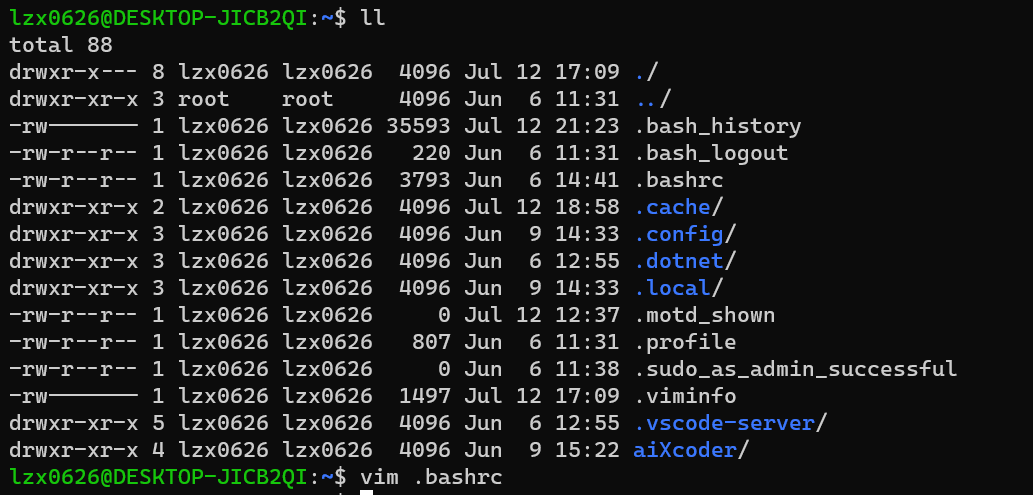 lzx0626@DESKTOP-JICB2QI:~$ ll
total 88
drwxr-x--- 8 lzx0626 lzx0626  4096 Jul 12 17:09 ./
drwxr-xr-x 3 root    root     4096 Jun  6 11:31 ../
-rw------- 1 lzx0626 lzx0626 35593 Jul 12 21:23 .bash_history
-rw-r--r-- 1 lzx0626 lzx0626   220 Jun  6 11:31 .bash_logout
-rw-r--r-- 1 lzx0626 lzx0626  3793 Jun  6 14:41 .bashrc
drwxr-xr-x 2 lzx0626 lzx0626  4096 Jul 12 18:58 .cache/
drwxr-xr-x 3 lzx0626 lzx0626  4096 Jun  9 14:33 .config/
drwxr-xr-x 3 lzx0626 lzx0626  4096 Jun  6 12:55 .dotnet/
drwxr-xr-x 3 lzx0626 lzx0626  4096 Jun  9 14:33 .local/
-rw-r--r-- 1 lzx0626 lzx0626     0 Jul 12 12:37 .motd_shown
-rw-r--r-- 1 lzx0626 lzx0626   807 Jun  6 11:31 .profile
-rw-r--r-- 1 lzx0626 lzx0626     0 Jun  6 11:38 .sudo_as_admin_successful
-rw------- 1 lzx0626 lzx0626  1497 Jul 12 17:09 .viminfo
drwxr-xr-x 5 lzx0626 lzx0626  4096 Jun  6 12:55 .vscode-server/
drwxr-xr-x 4 lzx0626 lzx0626  4096 Jun  9 15:22 aiXcoder/
lzx0626@DESKTOP-JICB2QI:~$ vim .bashrc